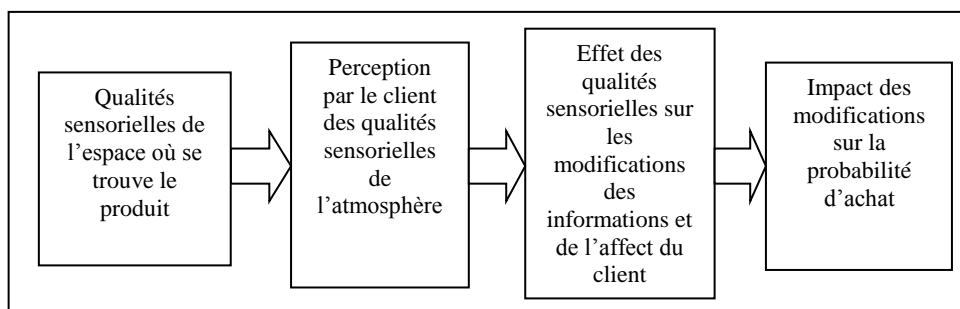 Qualités
sensorielles de
l'espace où se
trouve le
produit
Perception
par le client
des qualités
sensorielles
de
l'atmosphère
Effet des
qualités
sensorielles sur
les
modifications
des
informations et
de l'affect du
client
Impact des
modifications
sur la
probabilité
d'achat